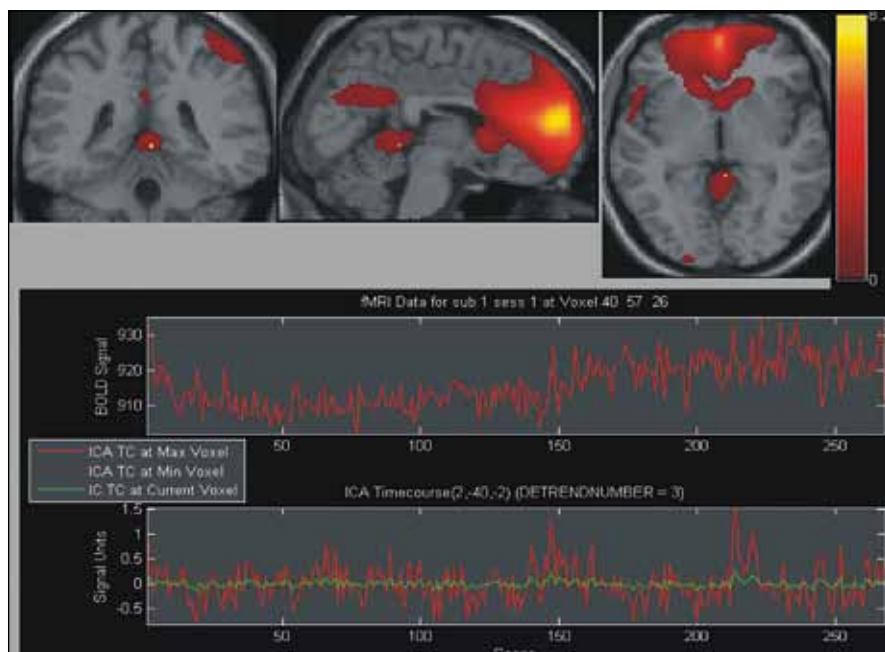 0
fMRI Data for sub 1 sess 1 at Voxel 40 57 26
BOLD Signal
930
920
910
50 100 150 200 250
ICA TC at Max Voxel
ICA TC at Min Voxel
IC TC at Current Voxel
ICA Timecourse(2,-40,-2) (DETRENDNUMBER = 3)
Signal Units
1.5
1
0.5
0
-0.5
50 100 150 200 250